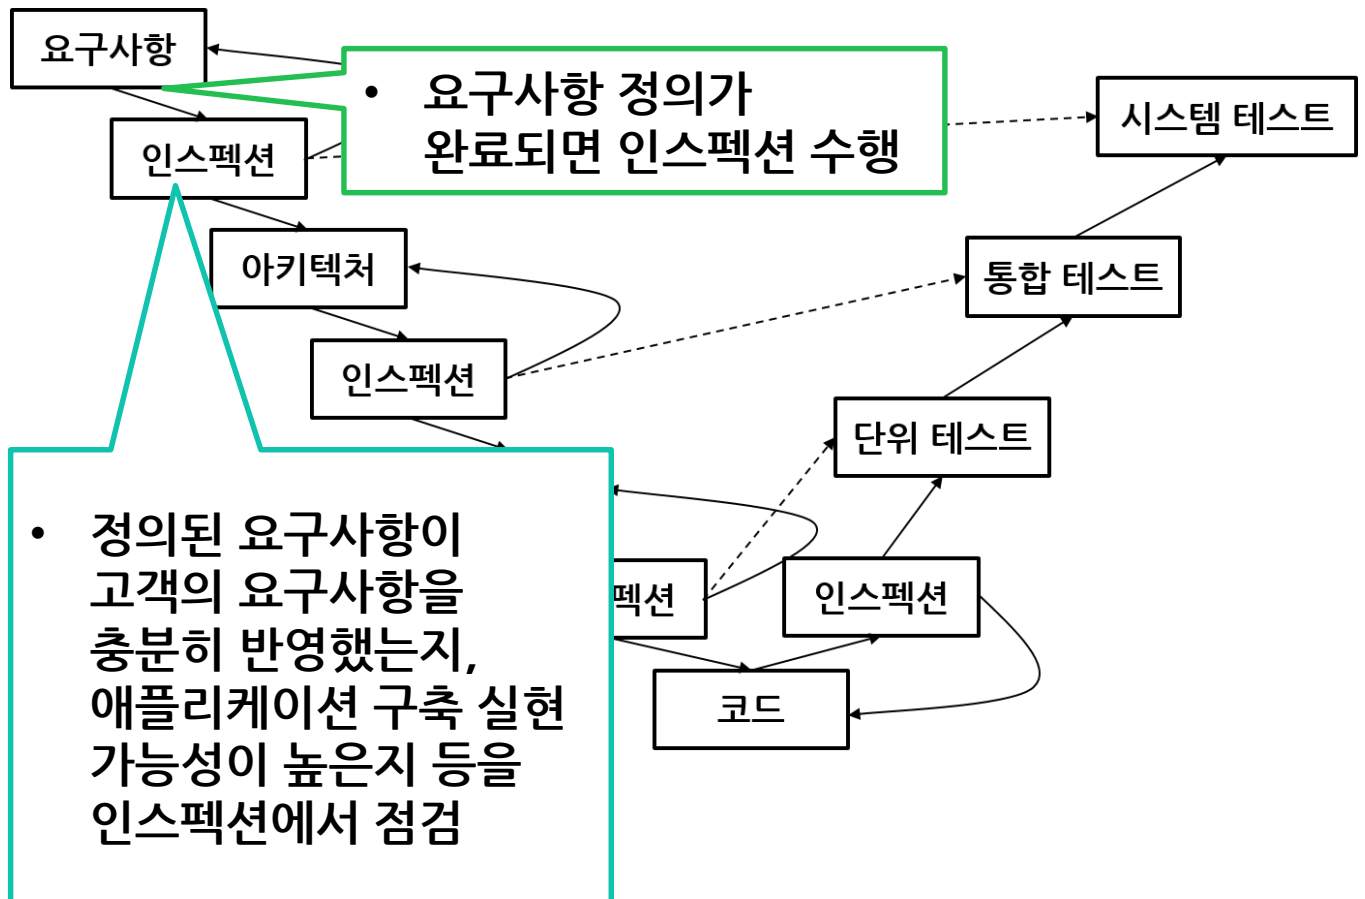 요구사항
• 요구사항 정의가
완료되면 인스펙션 수행
시스템 테스트
인스펙션
아키텍처
통합 테스트
인스펙션
단위 테스트
• 정의된 요구사항이
고객의 요구사항을
충분히 반영했는지,
애플리케이션 구축 실현
가능성이 높은지 등을
인스펙션에서 점검
펙션
인스펙션
코드